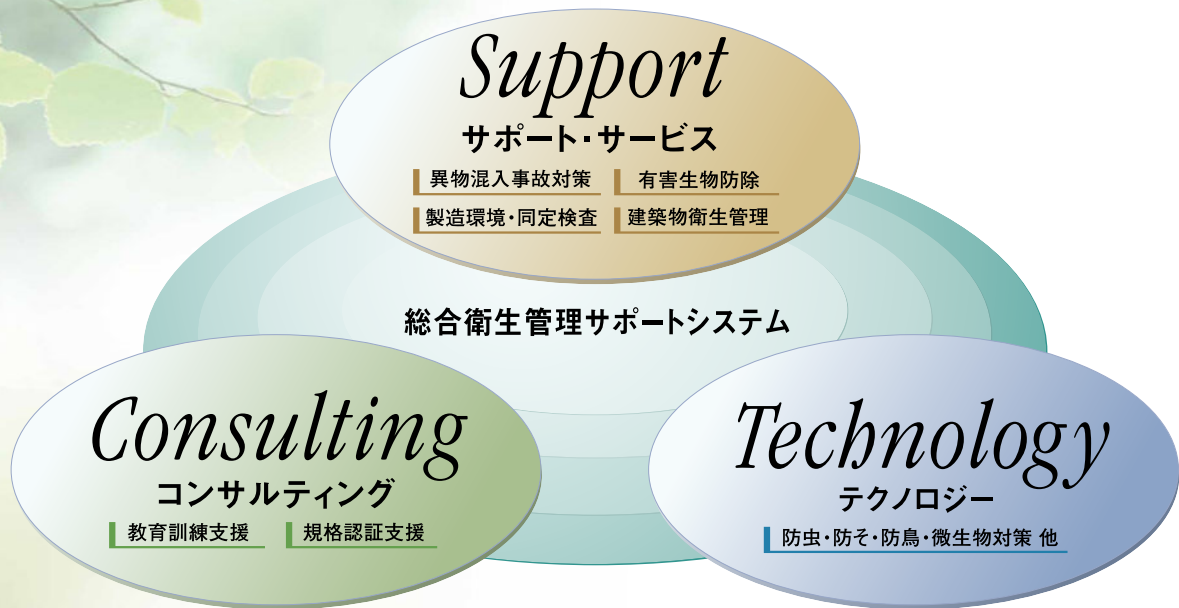 Support
サポート・サービス
異物混入事故対策 有害生物防除
製造環境・同定検査 建築物衛生管理
総合衛生管理サポートシステム
Consulting
コンサルティング
教育訓練支援 規格認証支援
Technology
テクノロジー
防虫・防そ・防鳥・微生物対策 他